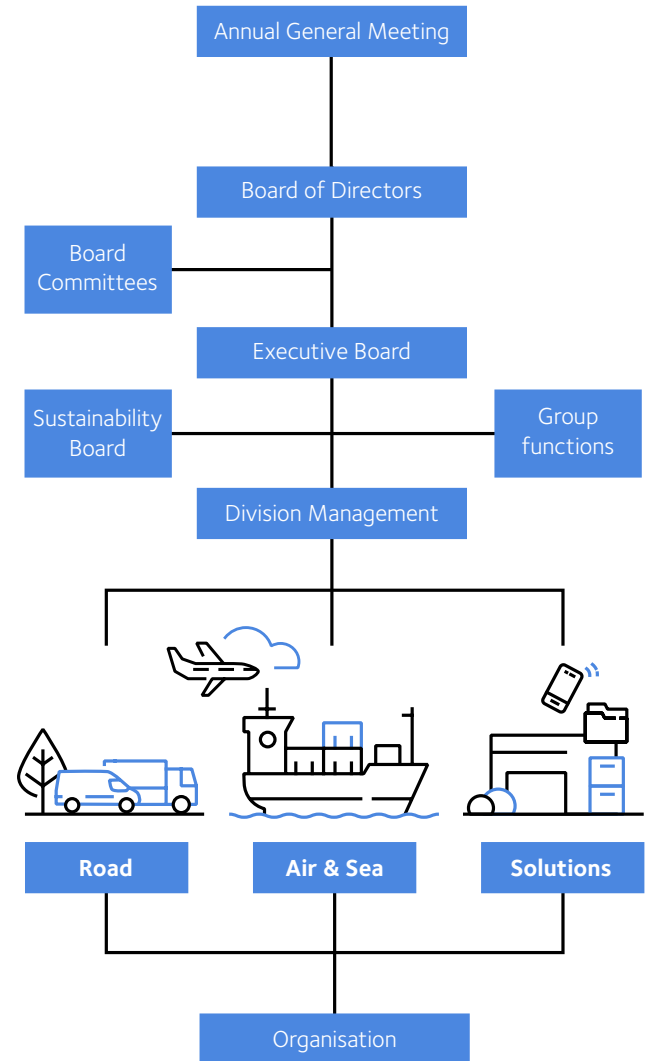 Annual General Meeting
Board of Directors
Board
Committees
Executive Board
Sustainability
Board
Group
functions
Division Management
Road
Air & Sea
Solutions
Organisation